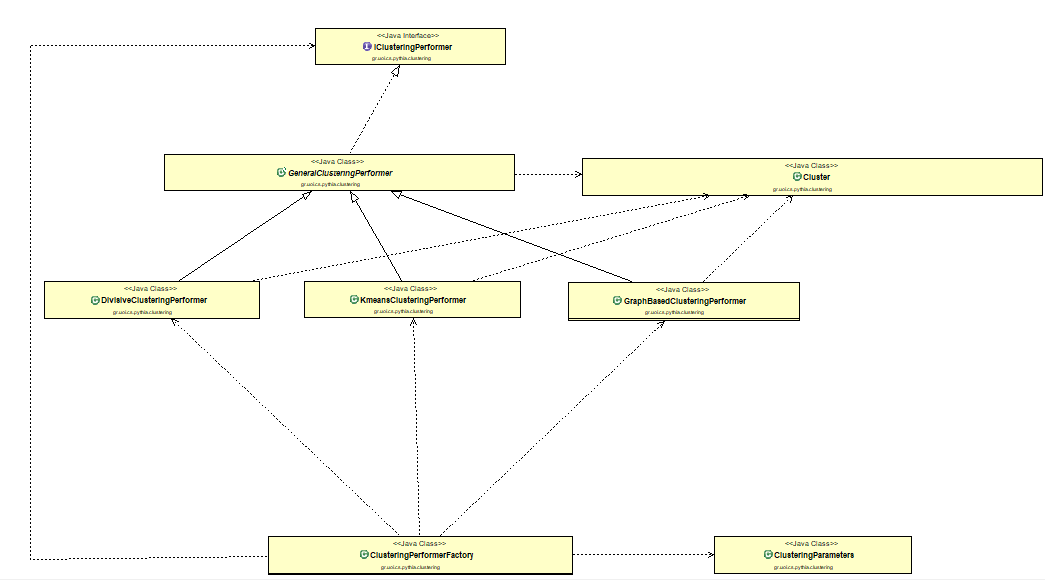 <<Java Interface>>
IClusteringPerformer
gr.uoi.cs.pythia.clustering
<<Java Class>>
GeneralClusteringPerformer
gr.uoi.cs.pythia.clustering
<<Java Class>>
Cluster
gr.uoi.cs.pythia.clustering
<<Java Class>>
DivisiveClusteringPerformer
gr.uoi.cs.pythia.clustering
<<Java Class>>
KmeansClusteringPerformer
gr.uoi.cs.pythia.clustering
<<Java Class>>
GraphBasedClusteringPerformer
gr.uoi.cs.pythia.clustering
<<Java Class>>
ClusteringPerformerFactory
gr.uoi.cs.pythia.clustering
<<Java Class>>
ClusteringParameters
gr.uoi.cs.pythia.clustering